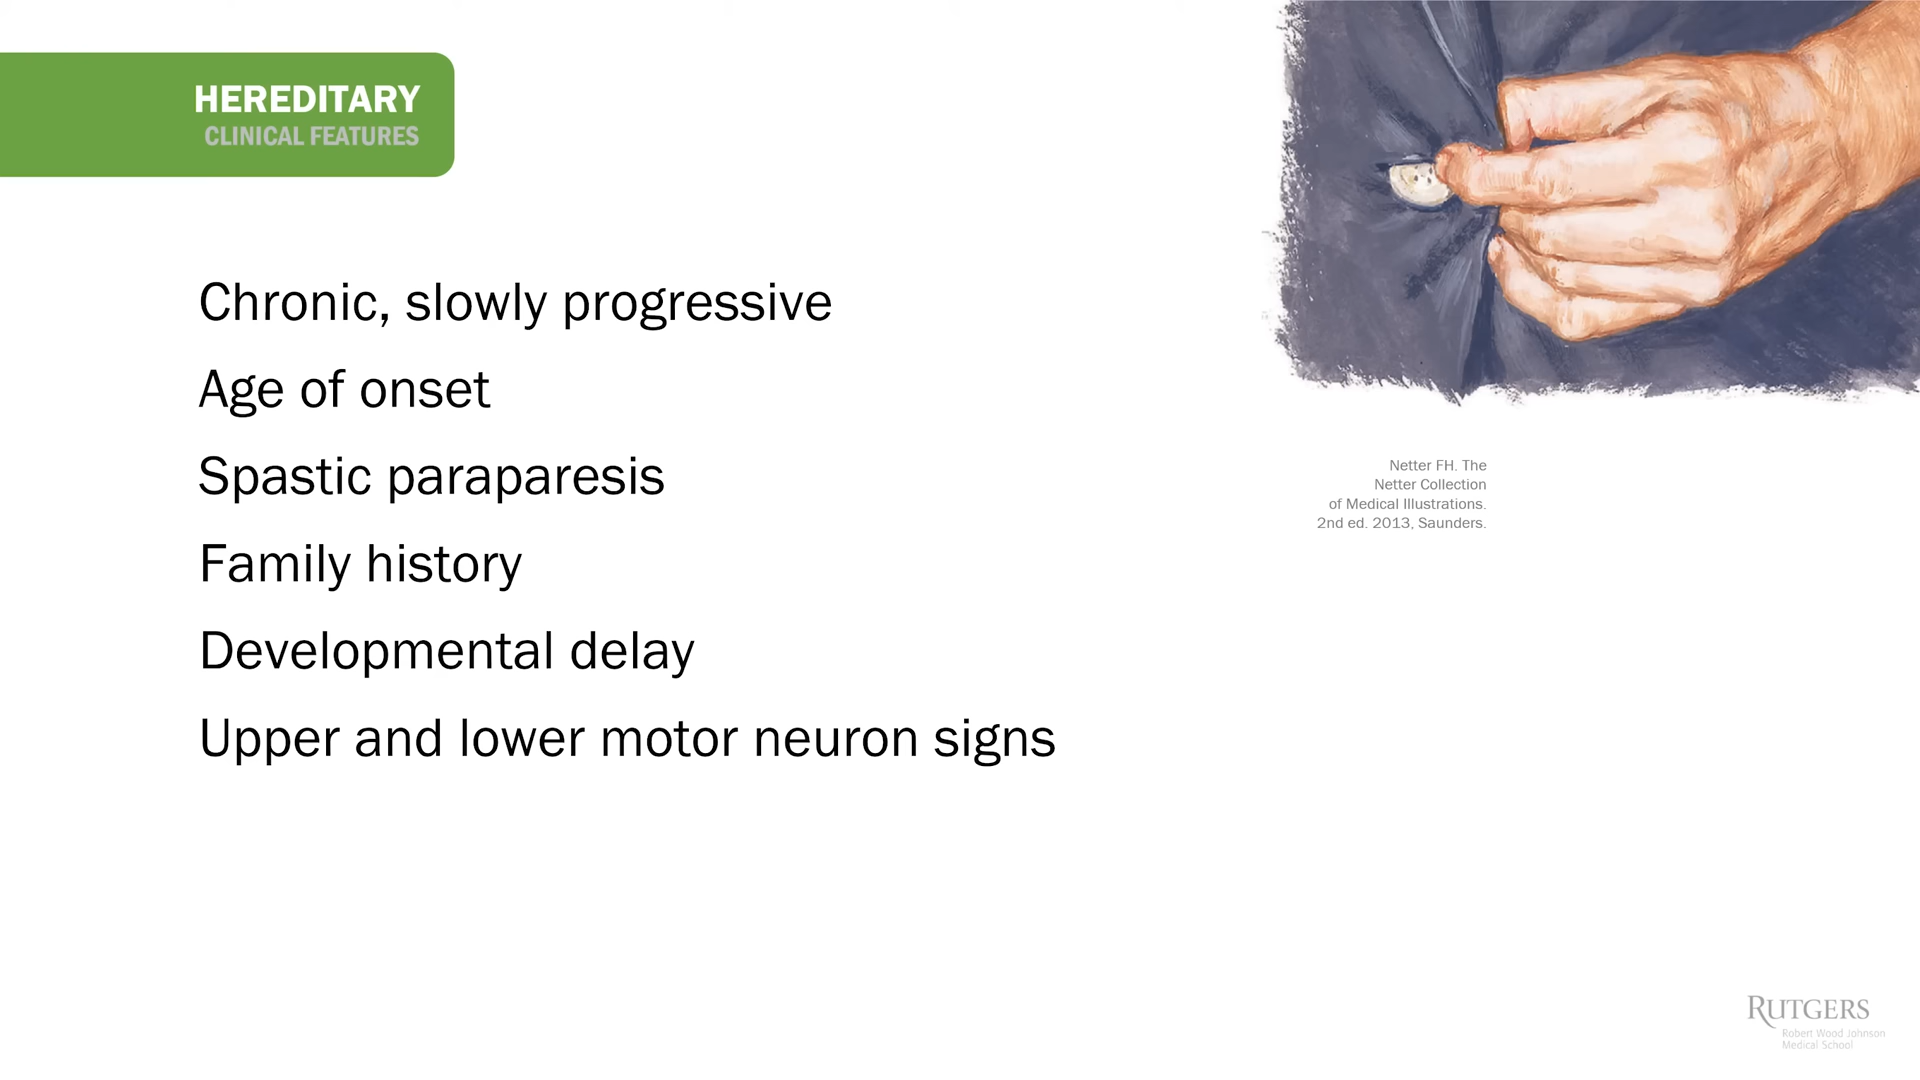 HEREDITARY
CLINICAL FEATURES
Chronic, slowly progressive
Age of onset
Spastic paraparesis
Family history
Developmental delay
Upper and lower motor neuron signs
Netter FH. The
Netter Collection
of Medical Illustrations.
2nd ed. 2013, Saunders.
RUTGERS
Robert Wood Johnson
Medical School